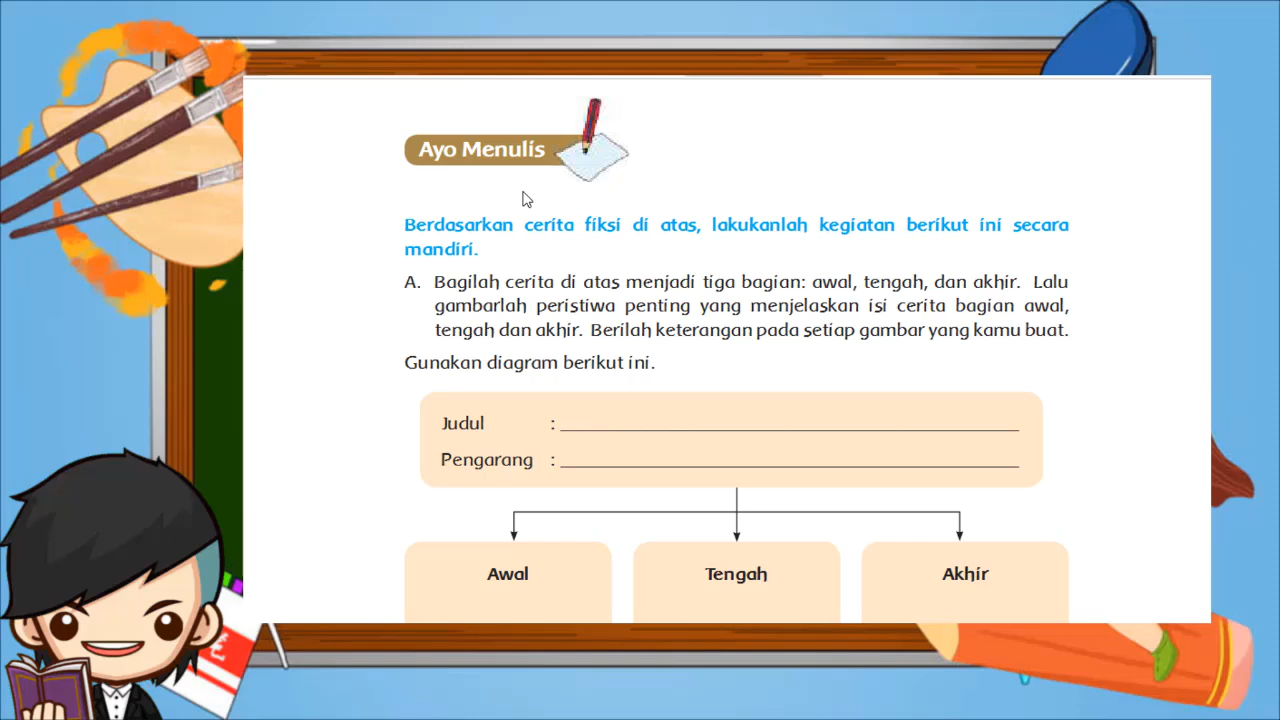 Ayo Menulis
Berdasarkan cerita fiksi di atas, lakukanlah kegiatan berikut ini secara
mandiri.
A. Bagilah cerita di atas menjadi tiga bagian: awal, tengah, dan akhir. Lalu
gambarlah peristiwa penting yang menjelaskan isi cerita bagian awal,
tengah dan akhir. Berilah keterangan pada setiap gambar yang kamu buat.
Gunakan diagram berikut ini.
Judul : ____________________
Pengarang : ____________________
Awal
Tengah
Akhir